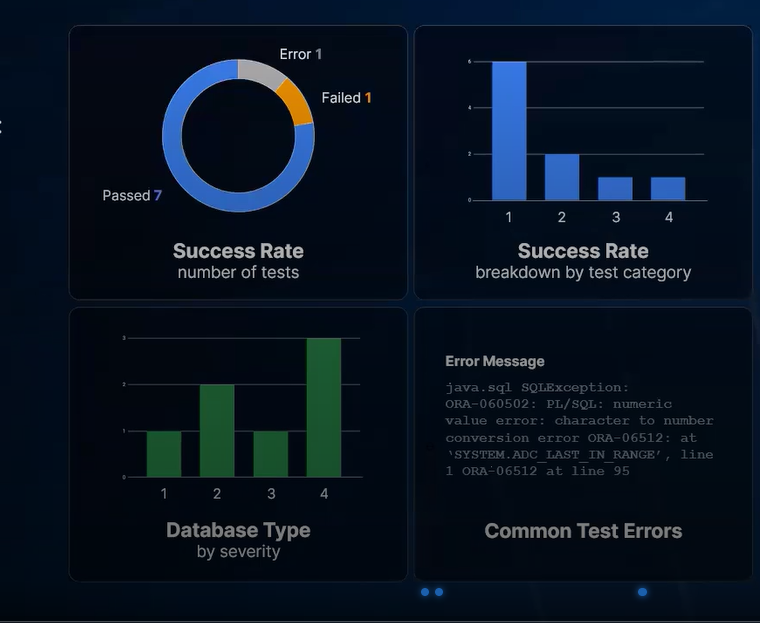 Error 1
Failed 1
Passed 7
Success Rate
number of tests
6
4
2
0
1 2 3 4
Success Rate
breakdown by test category
3
2
1
0
1 2 3 4
Database Type
by severity
Error Message
java.sql SQLException:
ORA-060502: PL/SQL: numeric
value error: character to number
conversion error ORA-06512: at
‘SYSTEM.ADC_LAST_IN_RANGE’, line
1 ORA-06512 at line 95
Common Test Errors